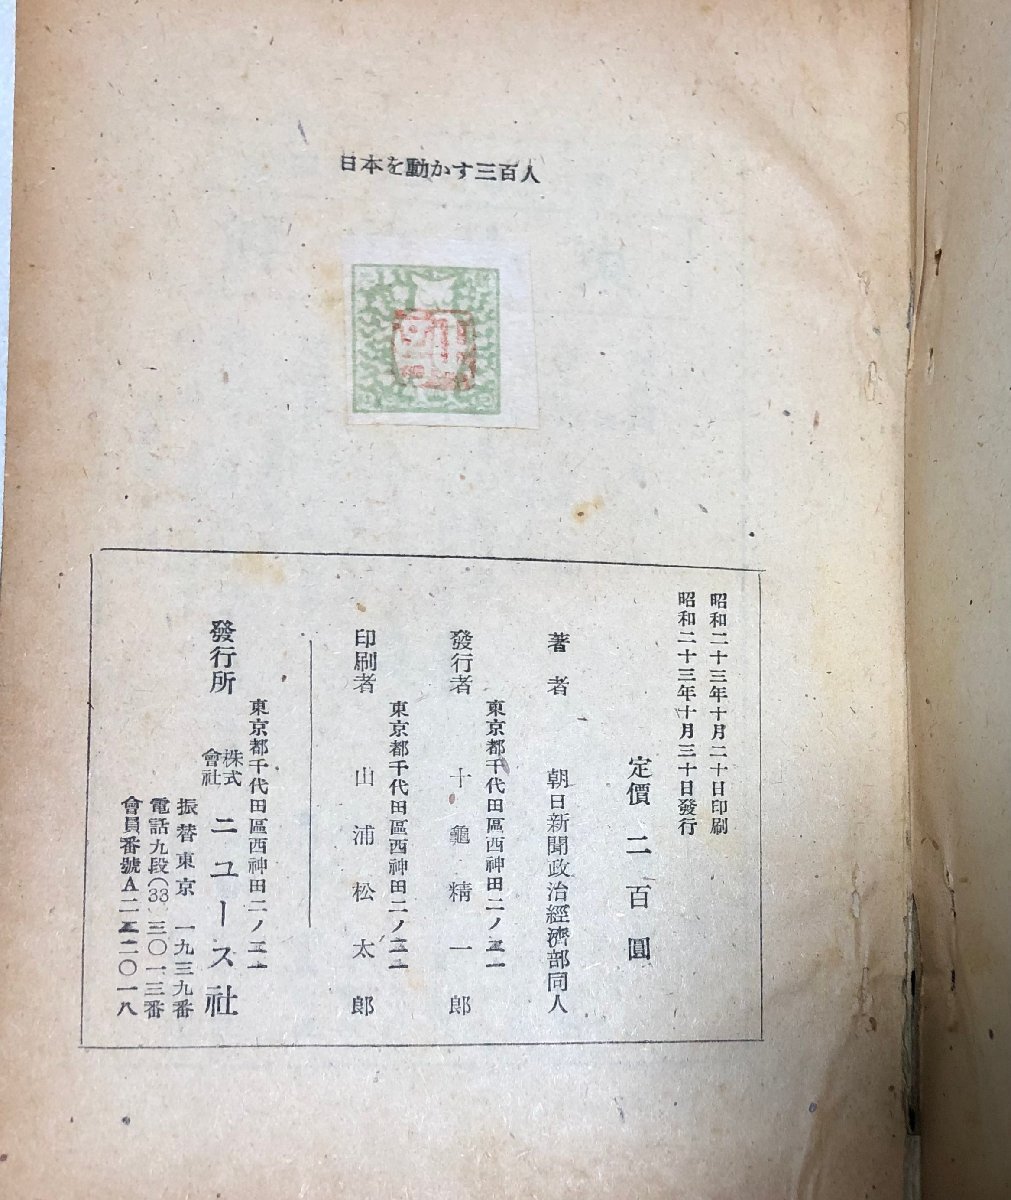 日本を動かす三百人
昭和二十三年十月二十日印刷
昭和二十三年十月三十日發行
定價 二百圓
著者 朝日新聞政治經濟部同人
東京都千代田區西神田二ノ
發行者 十龜精一郎
東京都千代田區西神田二ノ
印刷者 山浦松太郎
東京都千代田區西神田二ノ
發行所 株式會社 ニユース社
振替東京 一九三九番
電話九段(33)三〇一三番
會員番號A二 二〇一八